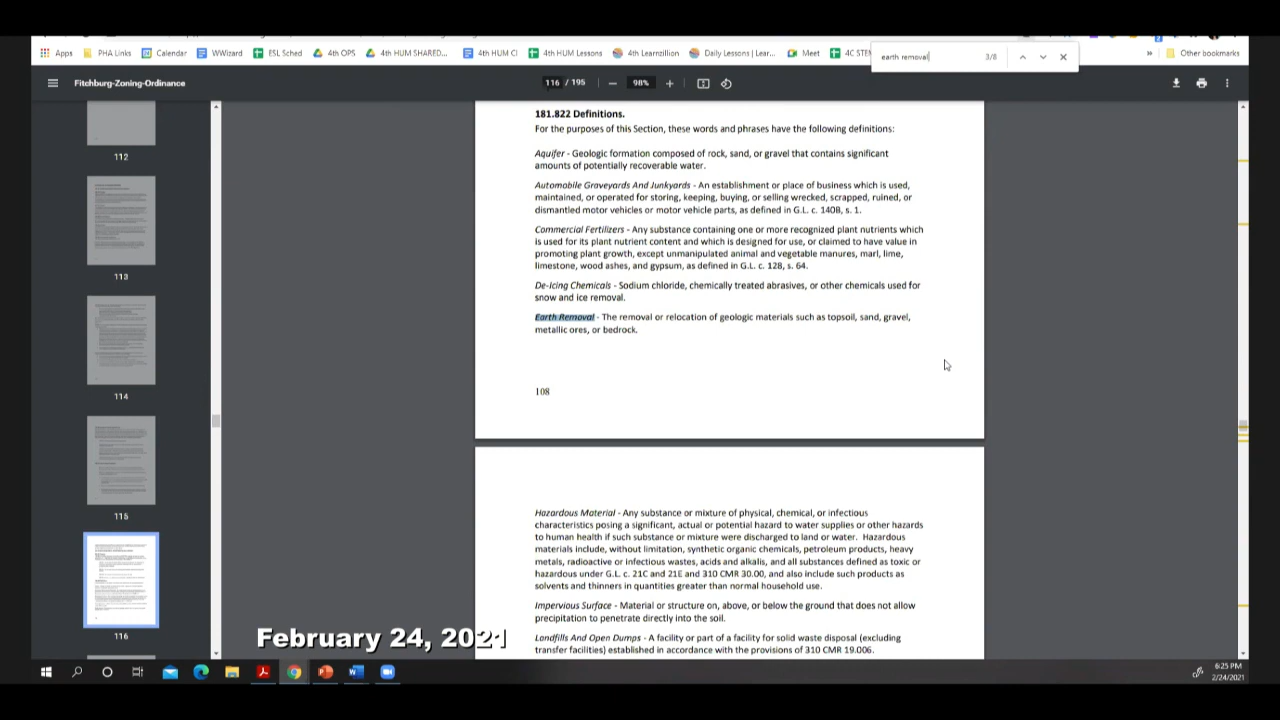 Apps PHA Links Calendar WWizard ESL Sched 4th OPS 4th HUM SHARED... 4th HUM CI 4th HUM Lessons 4th Learnzillion Daily Lessons | Lear... Meet 4C STEM » Other bookmarks
earth removal 3/8
Fitchburg-Zoning-Ordinance 116 / 195 98%
112
113
114
115
116
181.822 Definitions.
For the purposes of this Section, these words and phrases have the following definitions:
Aquifer - Geologic formation composed of rock, sand, or gravel that contains significant
amounts of potentially recoverable water.
Automobile Graveyards And Junkyards - An establishment or place of business which is used,
maintained, or operated for storing, keeping, buying, or selling wrecked, scrapped, ruined, or
dismantled motor vehicles or motor vehicle parts, as defined in G.L. c. 140B, s. 1.
Commercial Fertilizers - Any substance containing one or more recognized plant nutrients which
is used for its plant nutrient content and which is designed for use, or claimed to have value in
promoting plant growth, except unmanipulated animal and vegetable manures, marl, lime,
limestone, wood ashes, and gypsum, as defined in G.L. c. 128, s. 64.
De-Icing Chemicals - Sodium chloride, chemically treated abrasives, or other chemicals used for
snow and ice removal.
Earth Removal - The removal or relocation of geologic materials such as topsoil, sand, gravel,
metallic ores, or bedrock.
108
Hazardous Material - Any substance or mixture of physical, chemical, or infectious
characteristics posing a significant, actual or potential hazard to water supplies or other hazards
to human health if such substance or mixture were discharged to land or water. Hazardous
materials include, without limitation, synthetic organic chemicals, petroleum products, heavy
metals, radioactive or infectious wastes, acids and alkalis, and all substances defined as toxic or
hazardous under G.L. c. 21C and 21E and 310 CMR 30.00, and also include such products as
solvents and thinners in quantities greater than normal household use.
Impervious Surface - Material or structure on, above, or below the ground that does not allow
precipitation to penetrate directly into the soil.
Landfills And Open Dumps - A facility or part of a facility for solid waste disposal (excluding
transfer facilities) established in accordance with the provisions of 310 CMR 19.006.
February 24, 2021
6:25 PM
2/24/2021